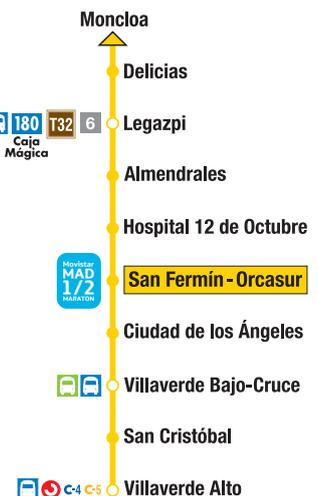 Moncloa
Delicias
180 T32 6 Legazpi
Caja
Mágica
Almendrales
Hospital 12 de Octubre
Movistar
MAD
1/2
MARATON
San Fermín - Orcasur
Ciudad de los Ángeles
Villaverde Bajo-Cruce
San Cristóbal
C-4 C-5 Villaverde Alto